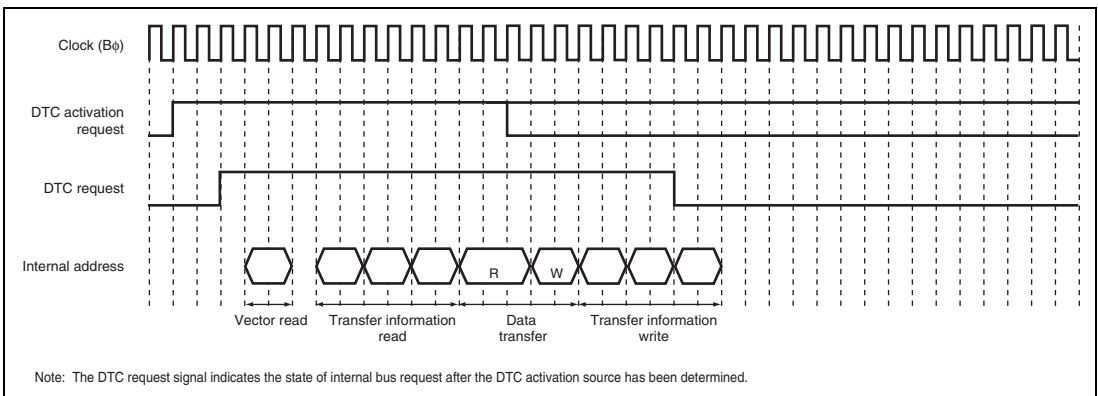 Clock (Bϕ)
DTC activation
request
DTC request
Internal address
R
W
Vector read
Transfer information
read
Data
transfer
Transfer information
write
Note: The DTC request signal indicates the state of internal bus request after the DTC activation source has been determined.